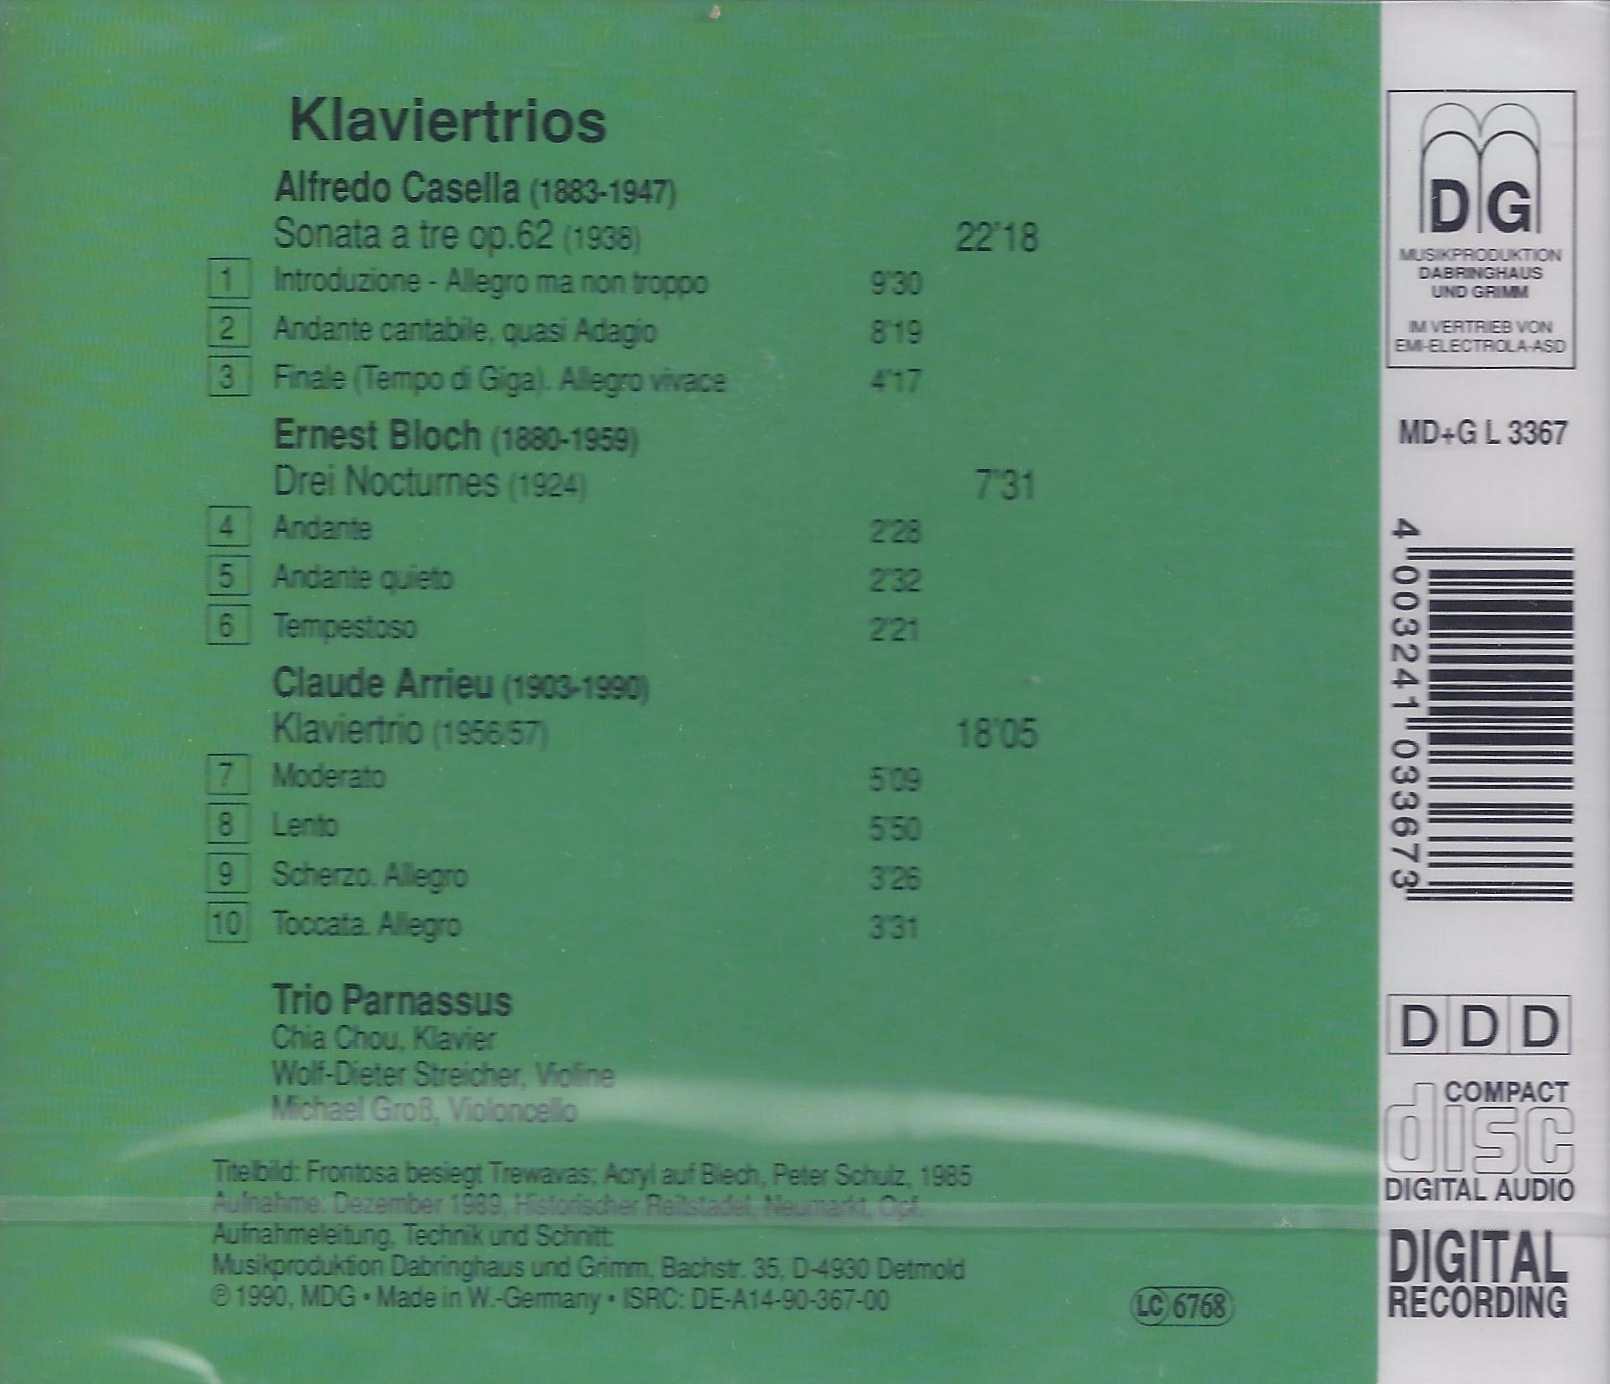 Klaviertrios
Alfredo Casella (1883-1947)
Sonata a tre op.62 (1938) 22'18
1 Introduzione - Allegro ma non troppo 9'30
2 Andante cantabile, quasi Adagio 8'19
3 Finale (Tempo di Giga). Allegro vivace 4'17
Ernest Bloch (1880-1959)
Drei Nocturnes (1924) 7'31
4 Andante 2'28
5 Andante quieto 2'32
6 Tempestoso 2'21
Claude Arrieu (1903-1990)
Klaviertrio (1956/57) 18'05
7 Moderato 5'09
8 Lento 5'50
9 Scherzo. Allegro 3'26
10 Toccata. Allegro 3'31
Trio Parnassus
Chia Chou, Klavier
Wolf-Dieter Streicher, Violine
Michael Groß, Violoncello
Titelbild: Frontosa besiegt Trewavas; Acryl auf Blech, Peter Schulz, 1985
Aufnahme: Dezember 1989, Historischer Reitstadel, Neumarkt, Opf.
Aufnahmeleitung, Technik und Schnitt:
Musikproduktion Dabringhaus und Grimm, Bachstr. 35, D-4930 Detmold
℗ 1990, MDG • Made in W.-Germany • ISRC: DE-A14-90-367-00
LC 6768
MDG
MUSIKPRODUKTION
DABRINGHAUS
UND GRIMM
IM VERTRIEB VON
EMI-ELECTROLA-ASD
MD+G L 3367
4 003241 033673
D D D
COMPACT
disc
DIGITAL AUDIO
DIGITAL
RECORDING